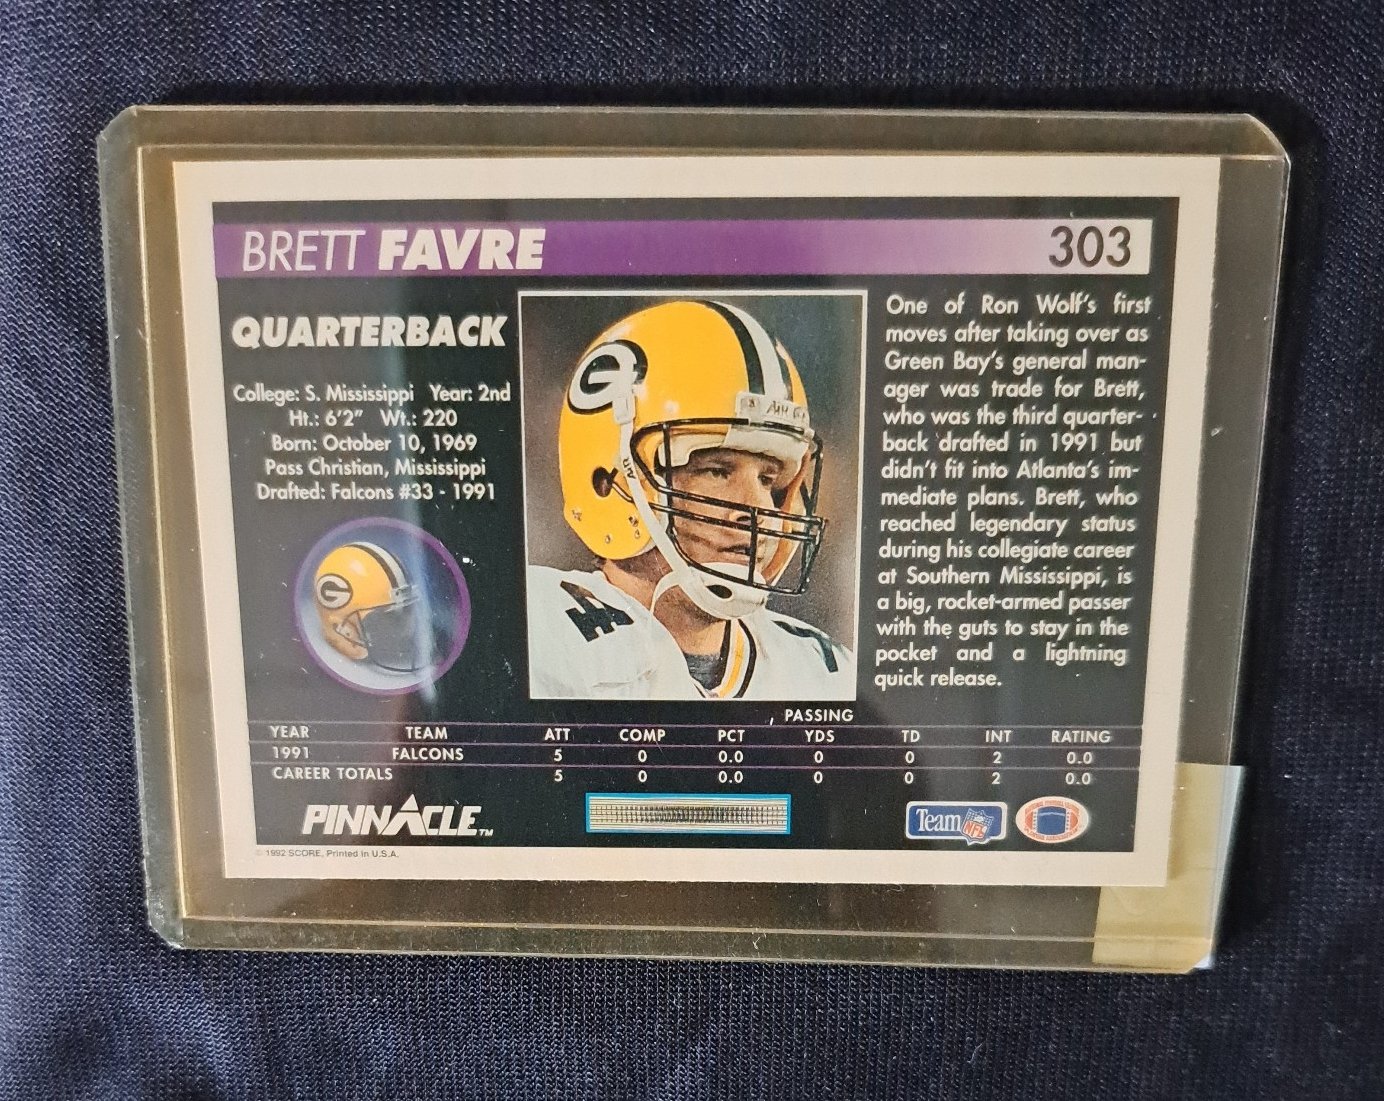 BRETT FAVRE 303
QUARTERBACK
College: S. Mississippi Year: 2nd
Ht.: 6'2" Wt.: 220
Born: October 10, 1969
Pass Christian, Mississippi
Drafted: Falcons #33 - 1991
G
G
AIR
One of Ron Wolf's first
moves after taking over as
Green Bay's general man-
ager was trade for Brett,
who was the third quarter-
back drafted in 1991 but
didn't fit into Atlanta's im-
mediate plans. Brett, who
reached legendary status
during his collegiate career
at Southern Mississippi, is
a big, rocket-armed passer
with the guts to stay in the
pocket and a lightning
quick release.
PASSING
YEAR TEAM ATT COMP PCT YDS TD INT RATING
1991 FALCONS 5 0 0.0 0 0 2 0.0
CAREER TOTALS 5 0 0.0 0 0 2 0.0
PINNACLE TM
Team NFL
© 1992 SCORE, Printed in U.S.A.